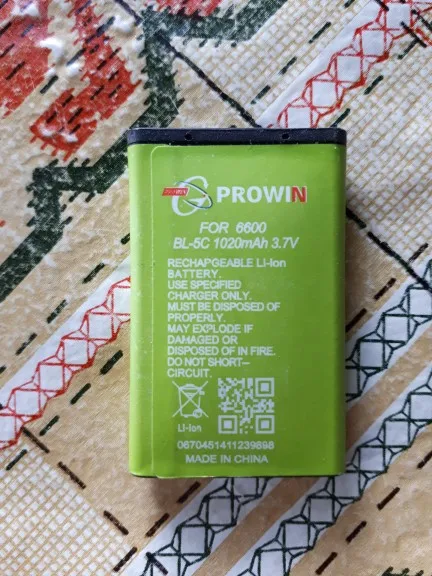 PROWIN
FOR 6600
BL-5C 1020mAh 3.7V
RECHAPGEABLE LI-Ion
BATTERY.
USE SPECIFIED
CHARGER ONLY.
MUST BE DISPOSED OF
PROPERLY.
MAY EXPLODE IF
DAMAGED OR
DISPOSED OF IN FIRE.
DO NOT SHORT—
CIRCUIT.
LI-Ion
0670451411239898
MADE IN CHINA